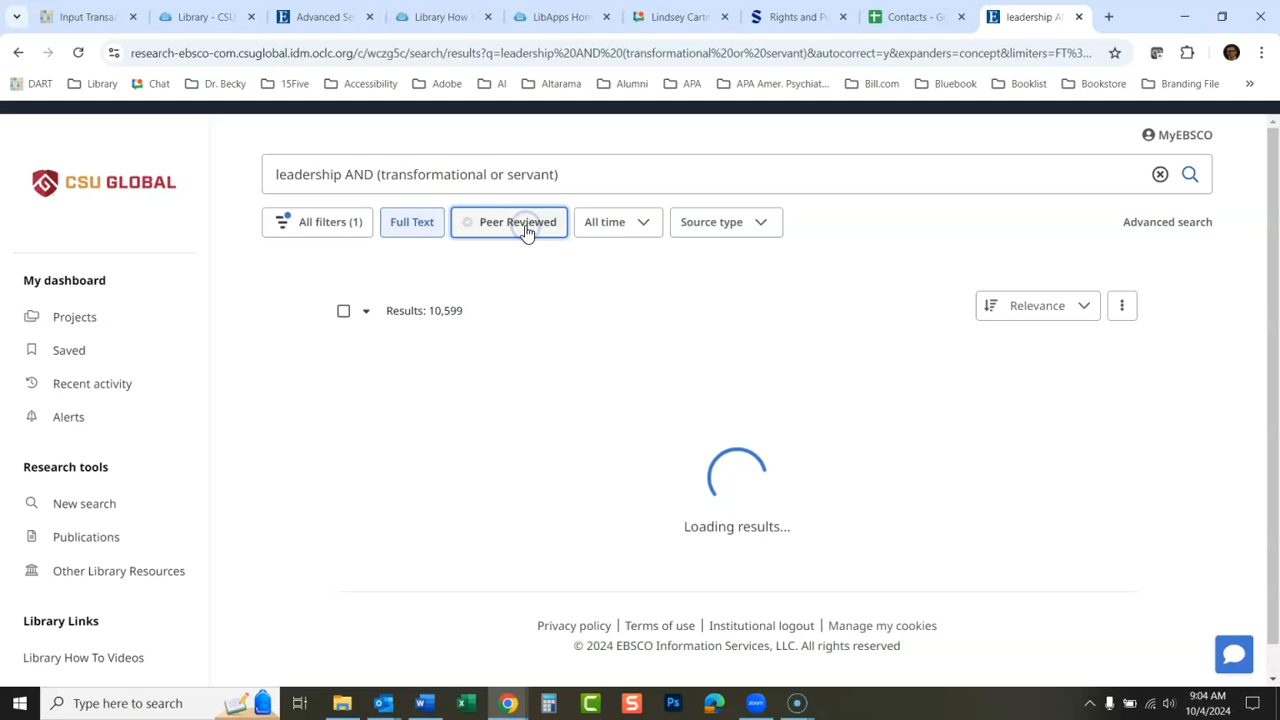 Input Transac
Library - CSU
Advanced Se
Library How
LibApps Hom
Lindsey Cart
Rights and Po
Contacts - Gu
leadership A
research-ebsco-com.csuglobal.idm.oclc.org/c/wczg5c/search/results?q=leadership%20AND%20(transformational%20or%20servant)&autocorrect=y&expanders=concept&limiters=FT%3...
DART
Library
Chat
Dr. Becky
15Five
Accessibility
Adobe
AI
Altarama
Alumni
APA
APA Amer. Psychiat...
Bill.com
Bluebook
Booklist
Bookstore
Branding File
»
MyEBSCO
CSU GLOBAL
leadership AND (transformational or servant)
All filters (1)
Full Text
Peer Reviewed
All time
Source type
Advanced search
My dashboard
Projects
Saved
Recent activity
Alerts
Results: 10,599
Relevance
Loading results...
Research tools
New search
Publications
Other Library Resources
Library Links
Library How To Videos
Privacy policy | Terms of use | Institutional logout | Manage my cookies
© 2024 EBSCO Information Services, LLC. All rights reserved
Type here to search
9:04 AM
10/4/2024